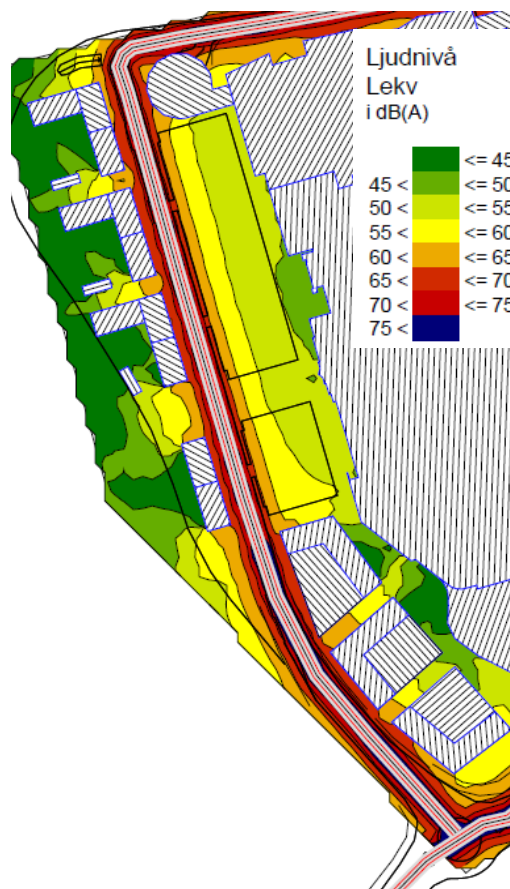 Ljudnivå
Lekv
i dB(A)
<= 45
45 < <= 50
50 < <= 55
55 < <= 60
60 < <= 65
65 < <= 70
70 < <= 75
75 <